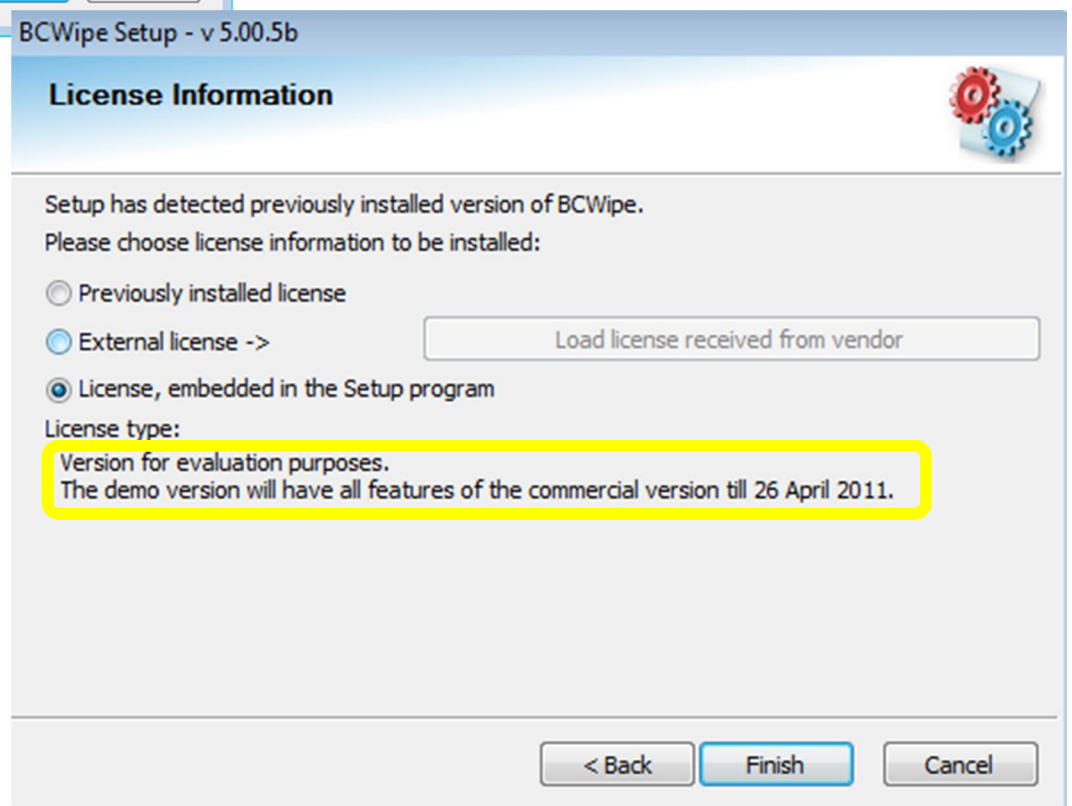 BCWipe Setup - v 5.00.5b
License Information
Setup has detected previously installed version of BCWipe.
Please choose license information to be installed:
Previously installed license
External license ->
Load license received from vendor
License, embedded in the Setup program
License type:
Version for evaluation purposes.
The demo version will have all features of the commercial version till 26 April 2011.
< Back
Finish
Cancel